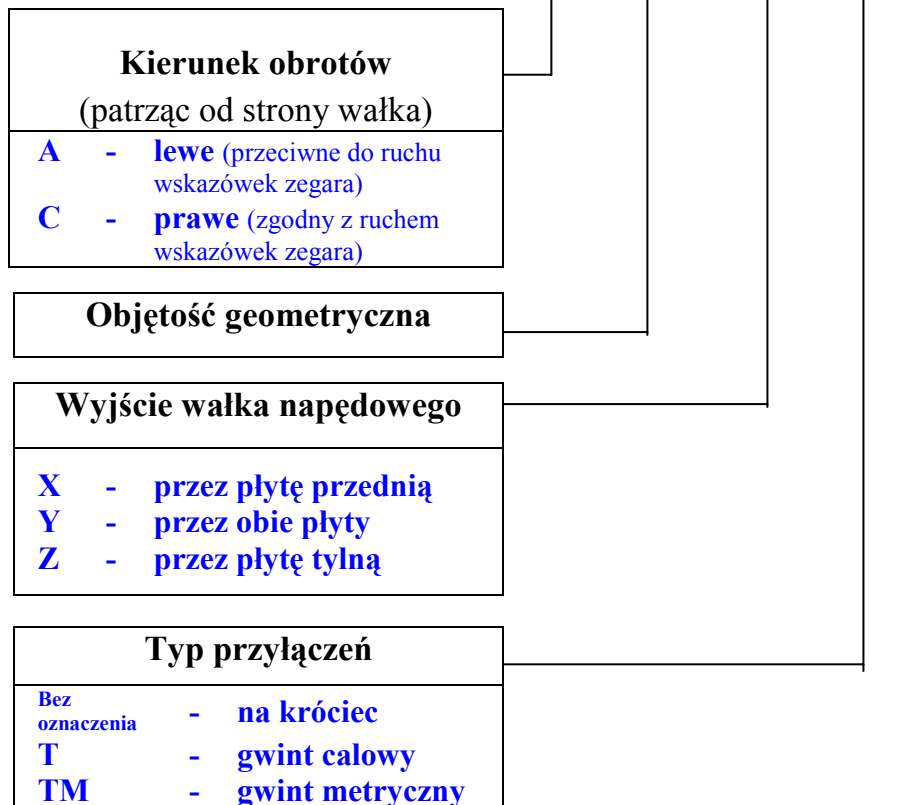 Kierunek obrotów
(patrząc od strony wałka)
A - lewe (przeciwne do ruchu
wskazówek zegara)
C - prawe (zgodny z ruchem
wskazówek zegara)
Objętość geometryczna
Wyjście wałka napędowego
X - przez płytę przednią
Y - przez obie płyty
Z - przez płytę tylną
Typ przyłączeń
Bez
oznaczenia - na króciec
T - gwint calowy
TM - gwint metryczny